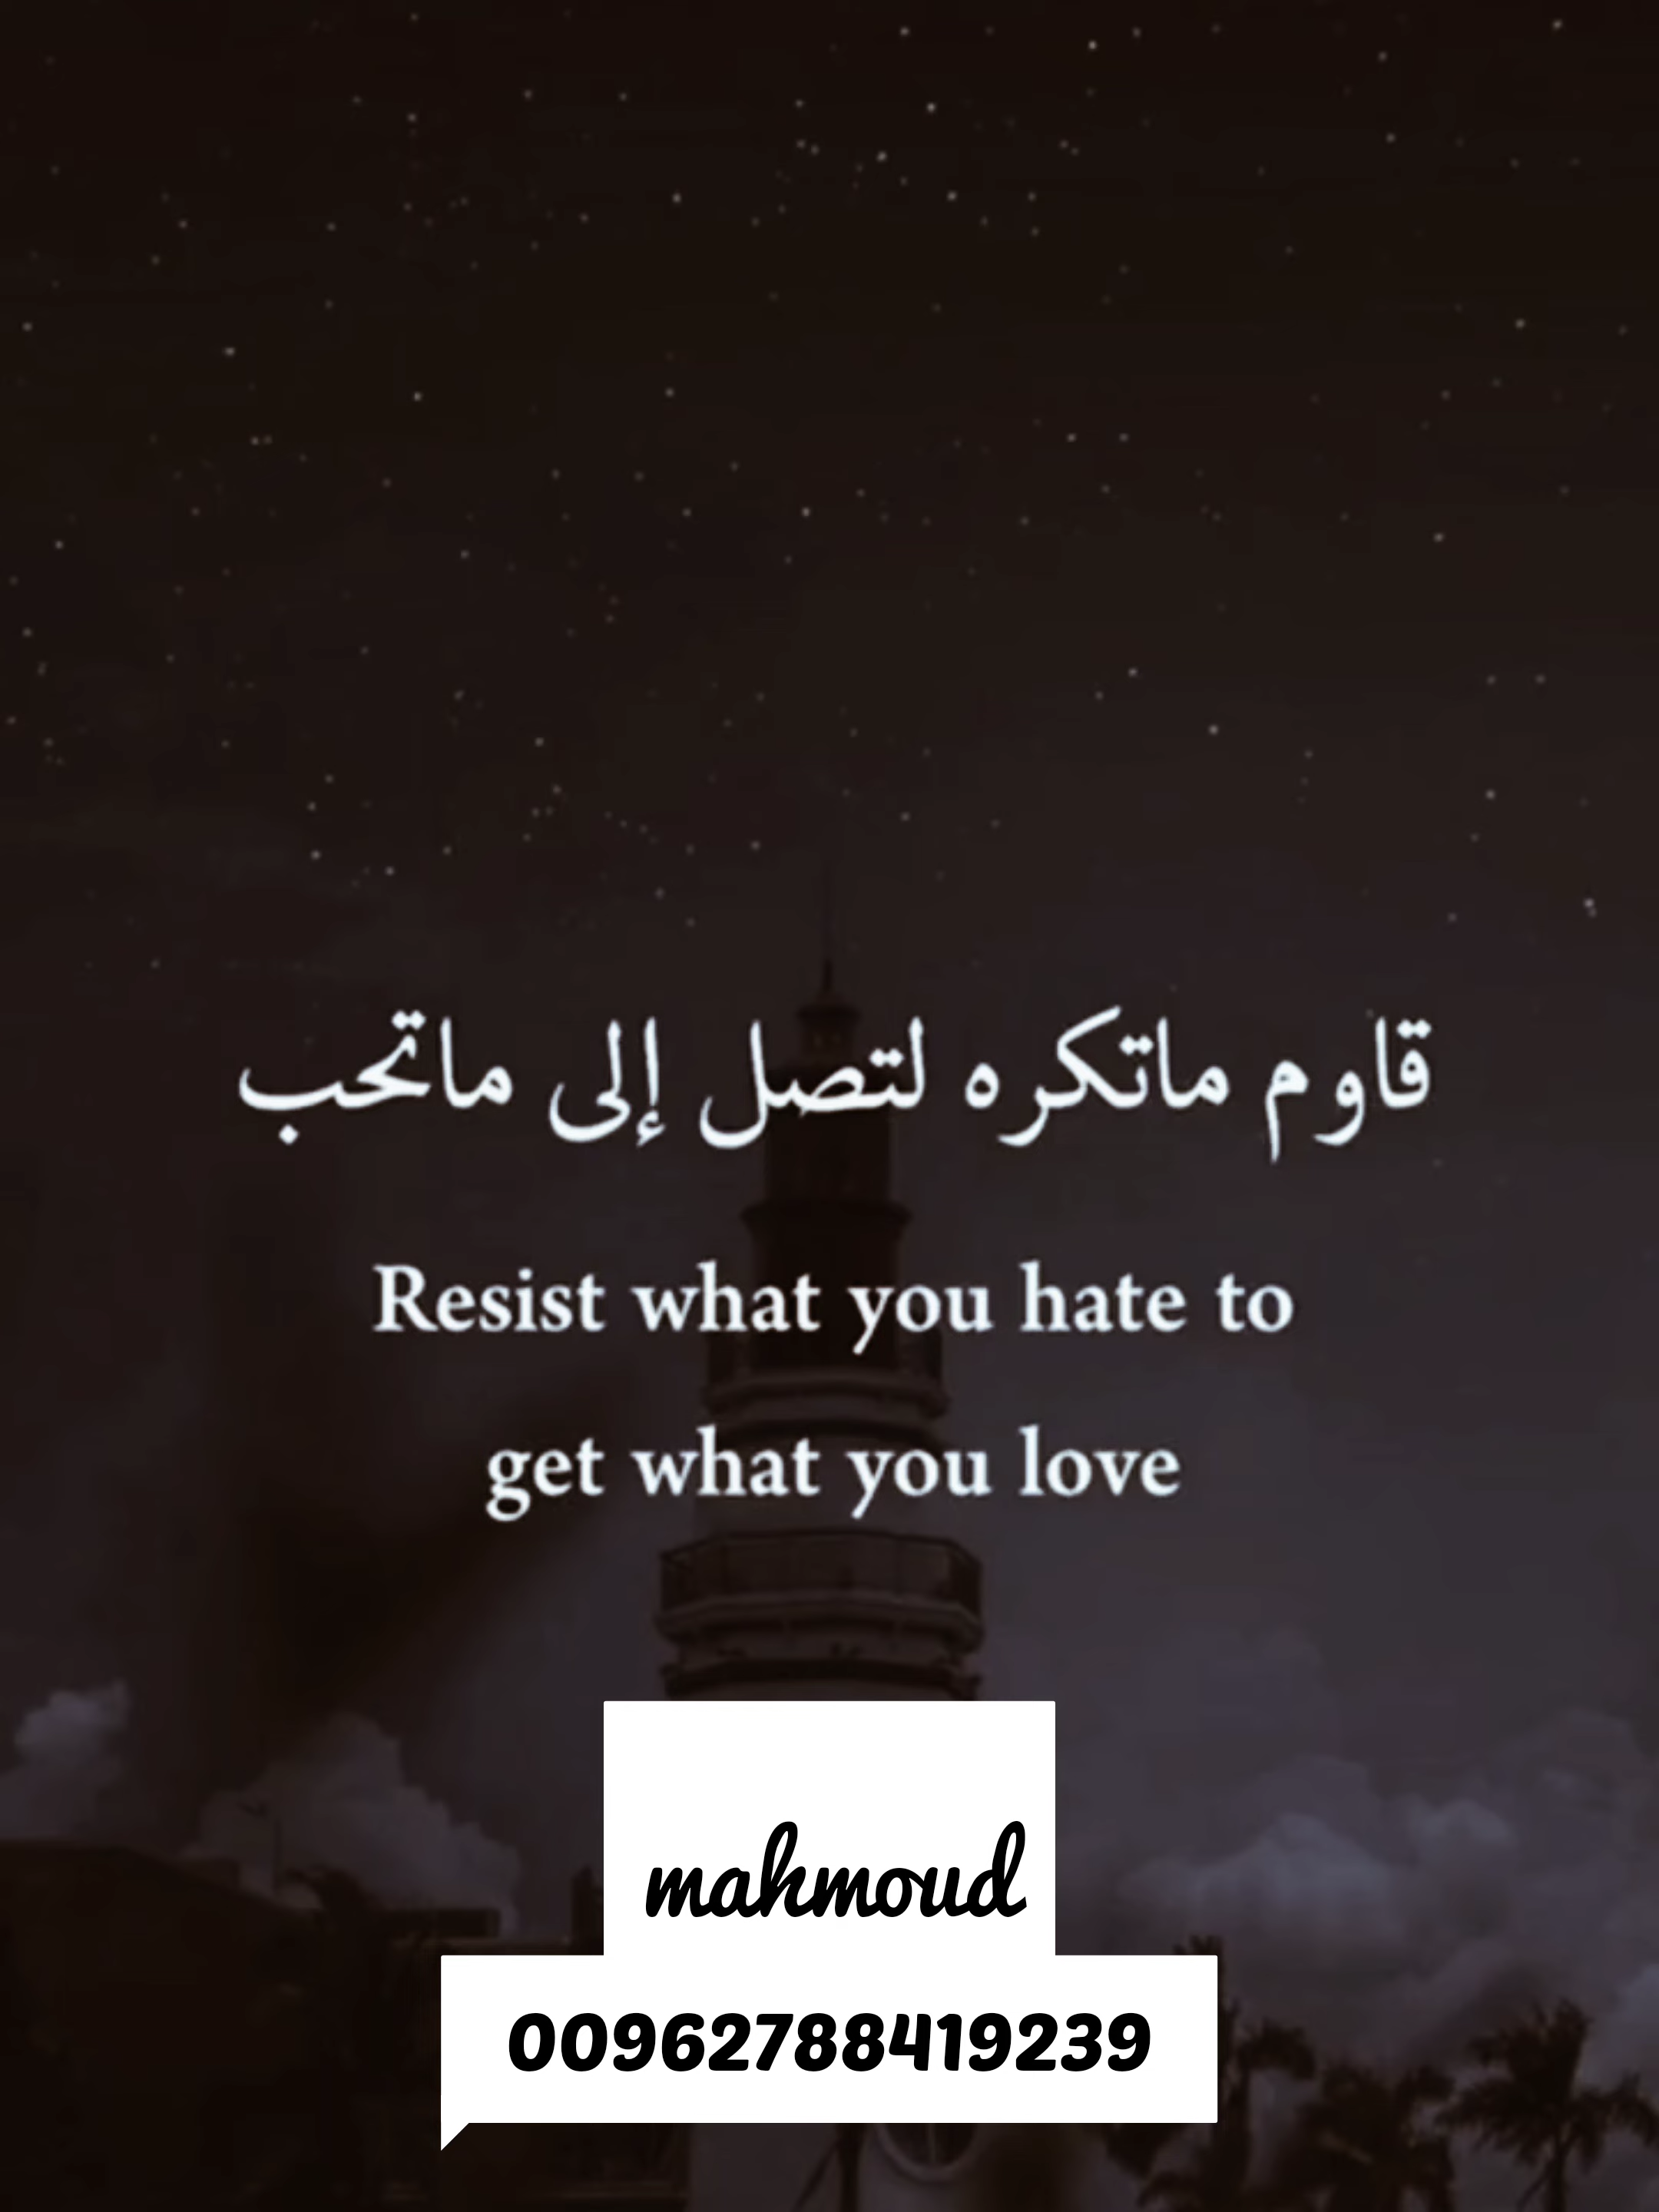 قاوم ماتكره لتصل إلى ماتحب
Resist what you hate to
get what you love
mahmoud
00962788419239